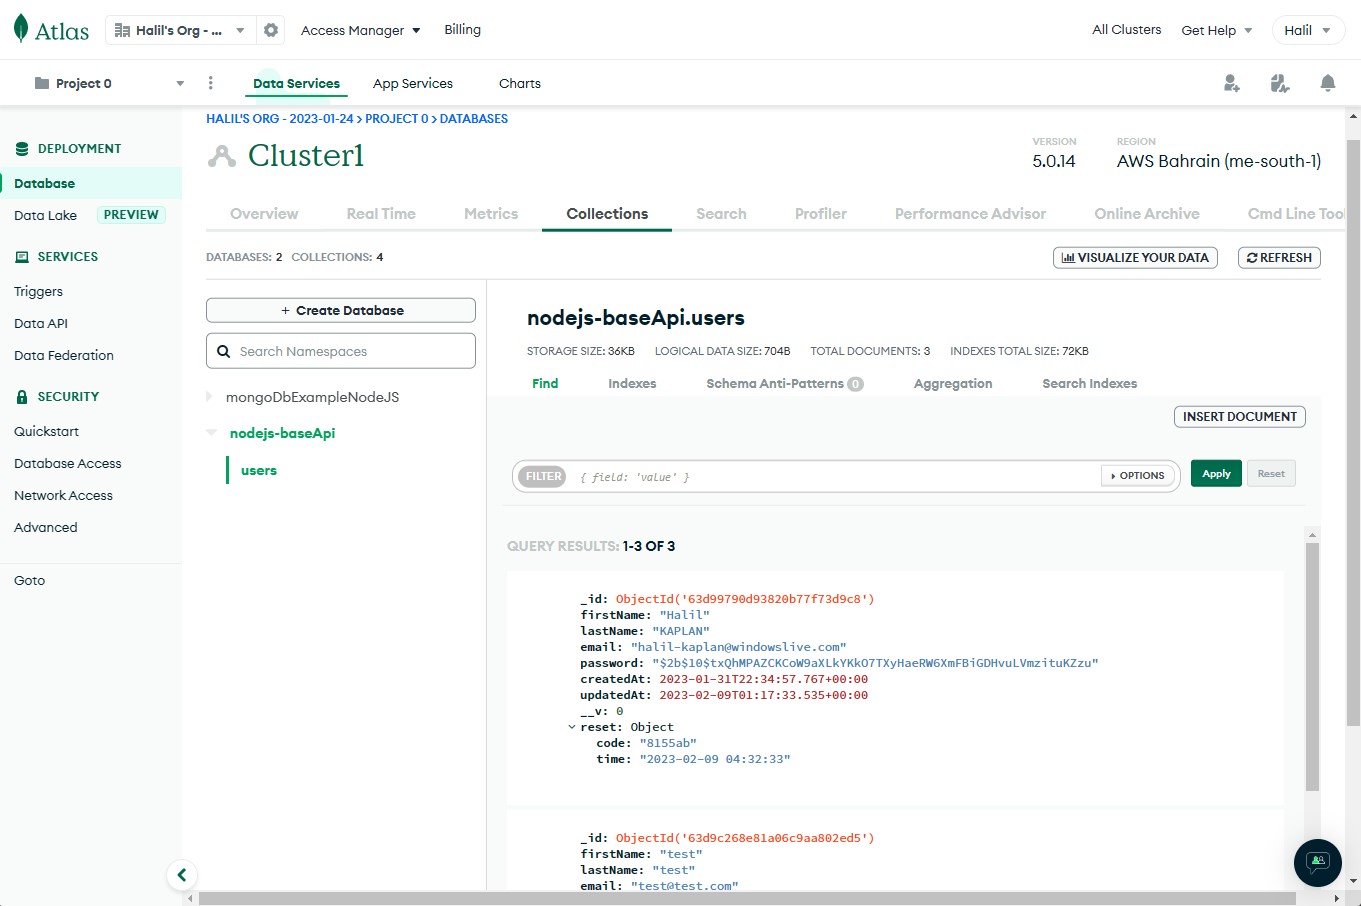 Atlas
Halil's Org - ...
Access Manager
Billing
All Clusters
Get Help
Halil
Project 0
Data Services
App Services
Charts
DEPLOYMENT
Database
Data Lake PREVIEW
SERVICES
Triggers
Data API
Data Federation
SECURITY
Quickstart
Database Access
Network Access
Advanced
Goto
HALIL'S ORG - 2023-01-24 > PROJECT 0 > DATABASES
Cluster1
VERSION
5.0.14
REGION
AWS Bahrain (me-south-1)
Overview
Real Time
Metrics
Collections
Search
Profiler
Performance Advisor
Online Archive
Cmd Line Tool
DATABASES: 2 COLLECTIONS: 4
VISUALIZE YOUR DATA
REFRESH
+ Create Database
Search Namespaces
mongoDbExampleNodeJS
nodejs-baseApi
users
nodejs-baseApi.users
STORAGE SIZE: 36KB LOGICAL DATA SIZE: 704B TOTAL DOCUMENTS: 3 INDEXES TOTAL SIZE: 72KB
Find
Indexes
Schema Anti-Patterns 0
Aggregation
Search Indexes
INSERT DOCUMENT
FILTER { field: 'value' }
OPTIONS
Apply
Reset
QUERY RESULTS: 1-3 OF 3
_id: ObjectId('63d99790d93820b77f73d9c8')
firstName: "Halil"
lastName: "KAPLAN"
email: "halil-kaplan@windowslive.com"
password: "$2b$10$txQhMPAZCKCoW9aXLkYKkO7TXyHaeRW6XmFBiGDHvuLVmzituKZzu"
createdAt: 2023-01-31T22:34:57.767+00:00
updatedAt: 2023-02-09T01:17:33.535+00:00
__v: 0
reset: Object
code: "8155ab"
time: "2023-02-09 04:32:33"
_id: ObjectId('63d9c268e81a06c9aa802ed5')
firstName: "test"
lastName: "test"
email: "test@test.com"